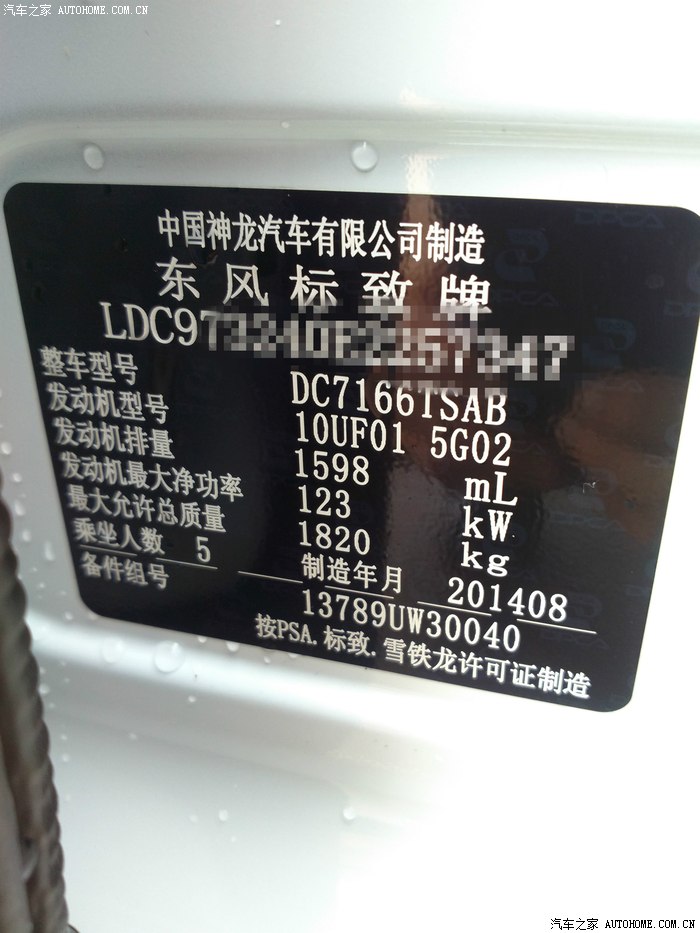 汽车之家 AUTOHOME.COM.CN
中国神龙汽车有限公司制造
东风标致牌
LDC9
整车型号 DC7166TSAB
发动机型号 10UF01 5G02
发动机排量 1598 mL
发动机最大净功率 123 kW
最大允许总质量 1820 kg
乘坐人数 5 制造年月 201408
备件组号 13789UW30040
按PSA.标致.雪铁龙许可证制造
汽车之家 AUTOHOME.COM.CN